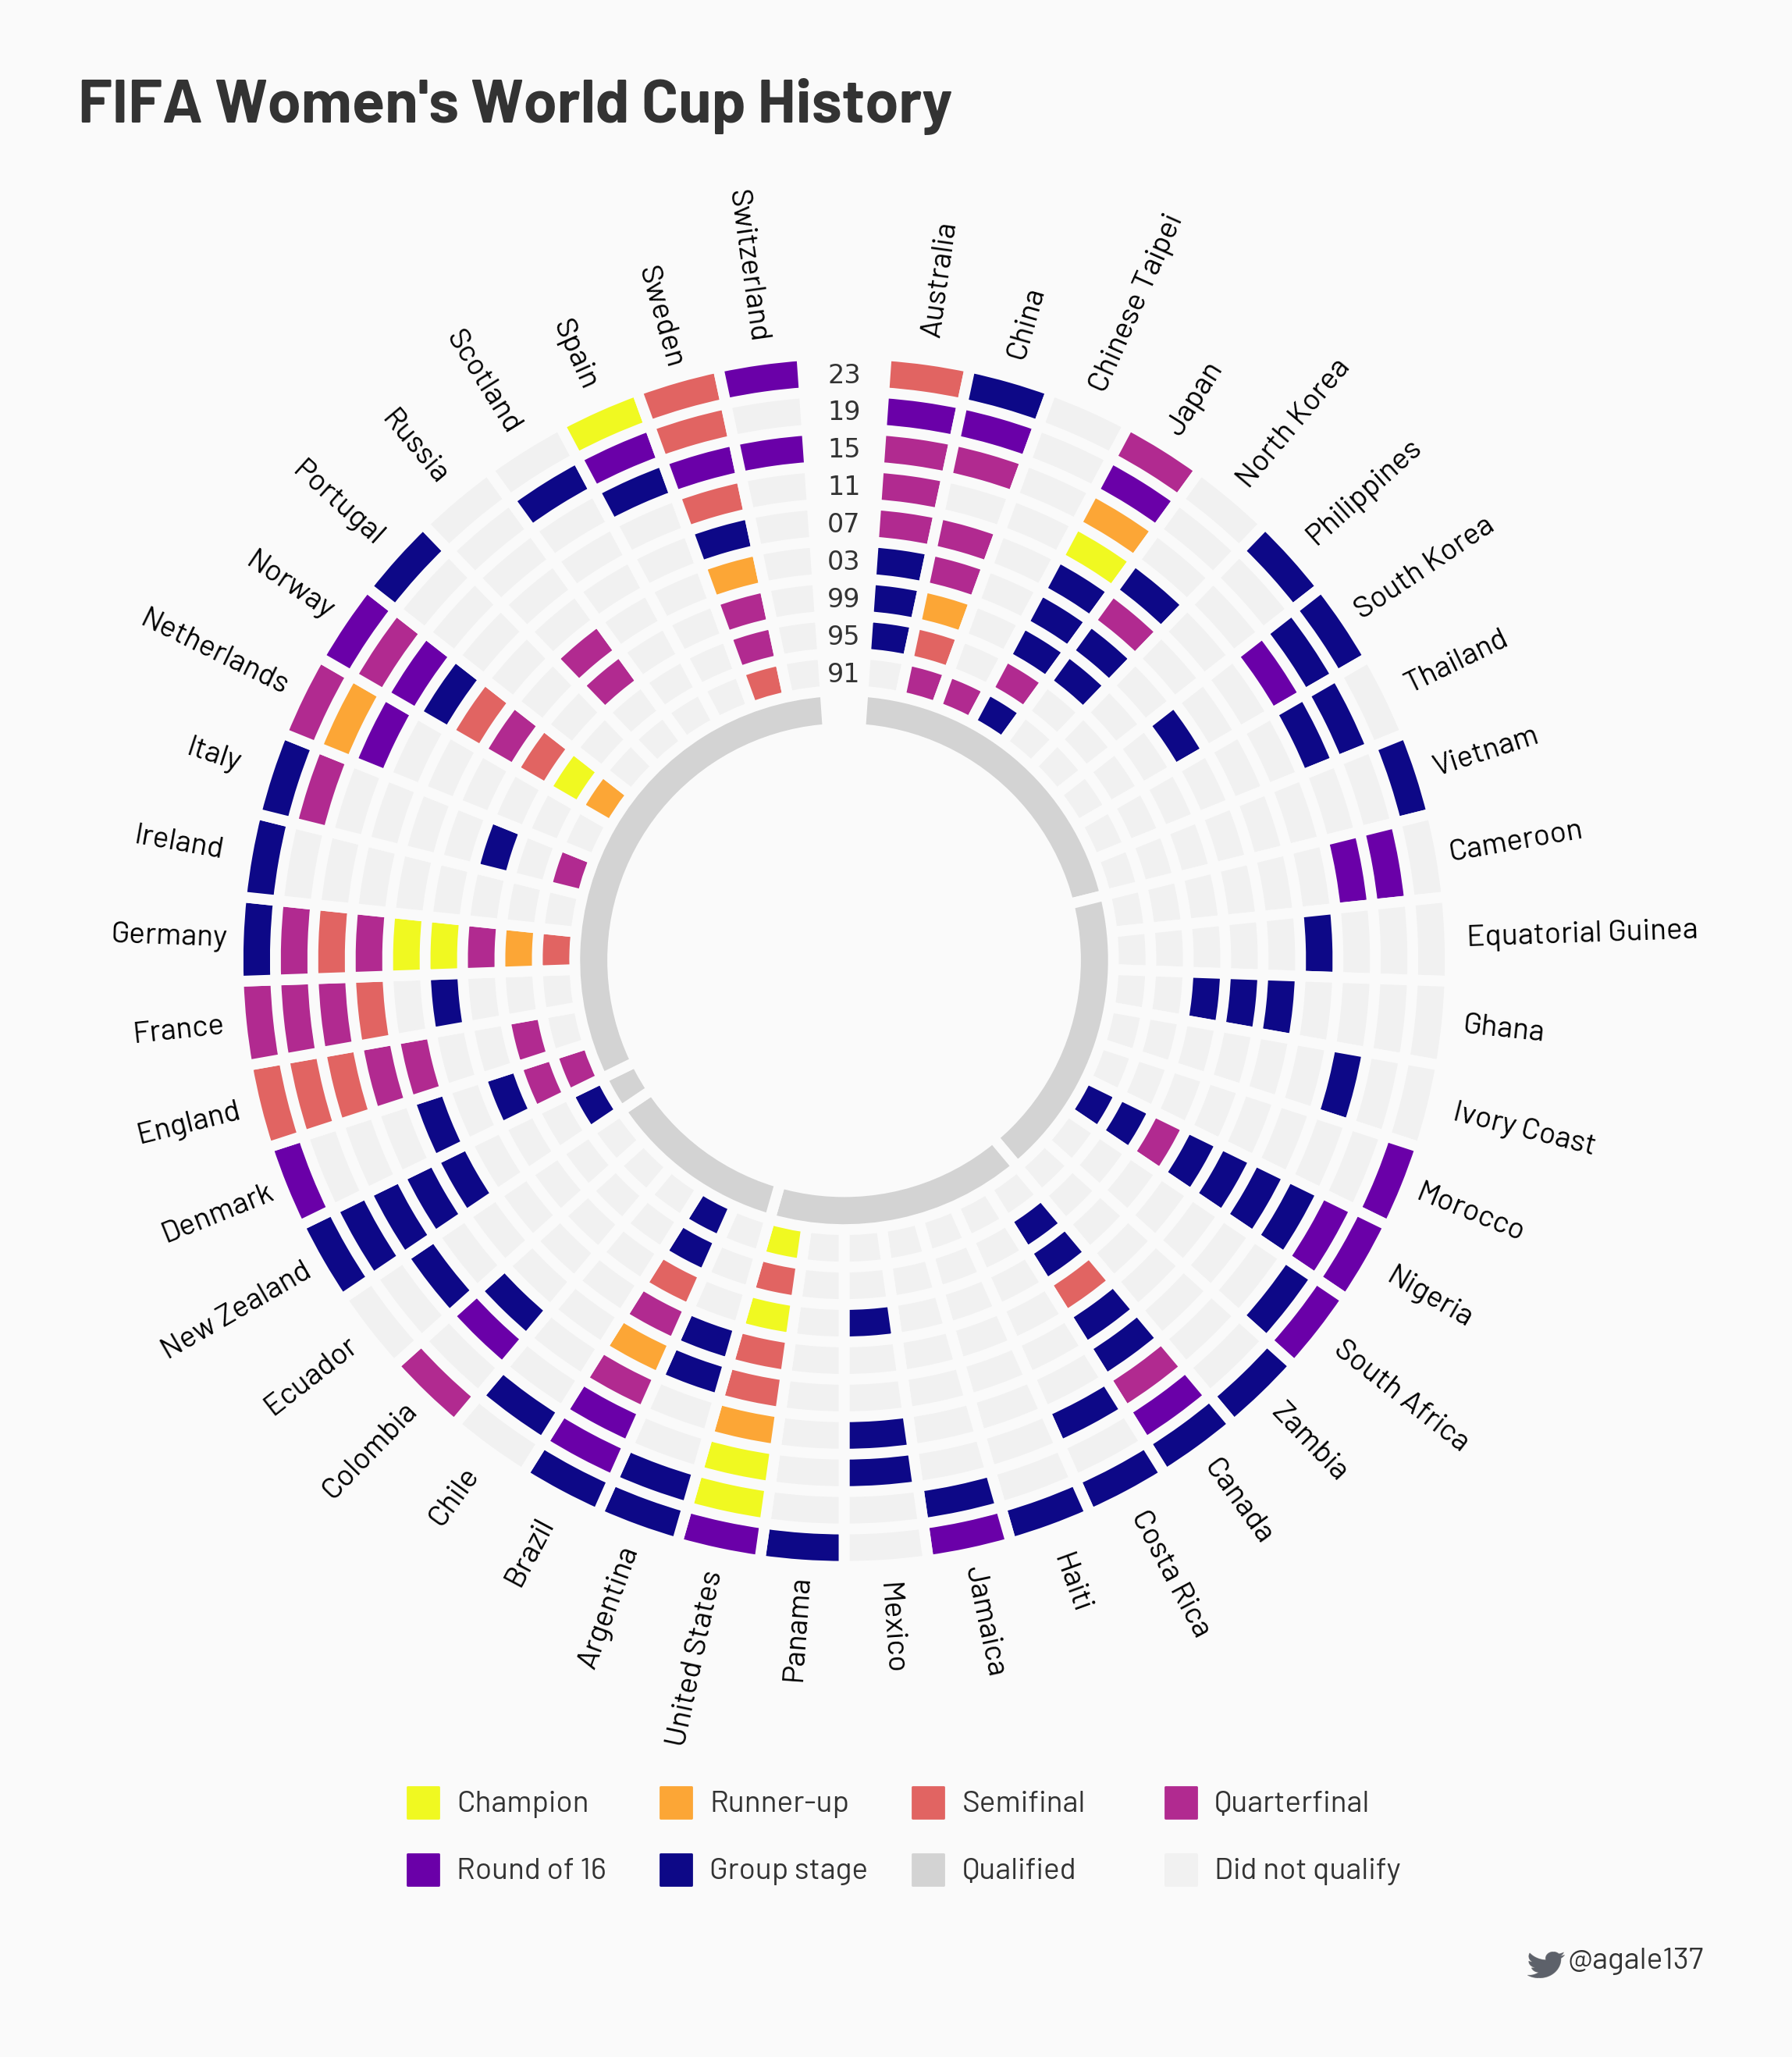 FIFA Women's World Cup History
Switzerland
Australia
China
Chinese Taipei
Japan
North Korea
Philippines
South Korea
Thailand
Vietnam
Cameroon
Equatorial Guinea
Ghana
Ivory Coast
Morocco
Nigeria
South Africa
Zambia
Canada
Costa Rica
Haiti
Jamaica
Mexico
Panama
United States
Argentina
Brazil
Chile
Colombia
Ecuador
New Zealand
Denmark
England
France
Germany
Ireland
Italy
Netherlands
Norway
Portugal
Russia
Scotland
Spain
Sweden
23
19
15
11
07
03
99
95
91
Champion Runner-up Semifinal Quarterfinal
Round of 16 Group stage Qualified Did not qualify
@agale137